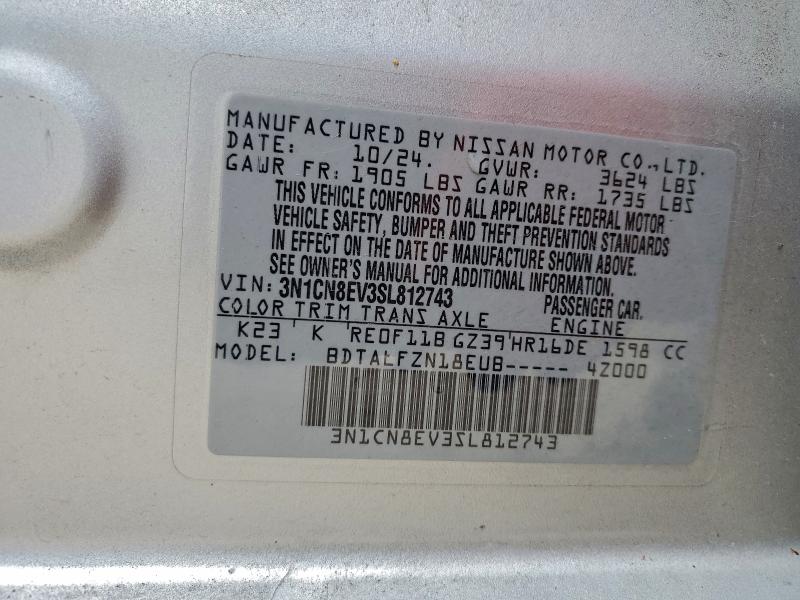 MANUFACTURED BY NISSAN MOTOR CO., LTD.
DATE: 10/24. GVWR: 3624 LBS
GAWR FR: 1905 LBS GAWR RR: 1735 LBS
THIS VEHICLE CONFORMS TO ALL APPLICABLE FEDERAL MOTOR
VEHICLE SAFETY, BUMPER AND THEFT PREVENTION STANDARDS
IN EFFECT ON THE DATE OF MANUFACTURE SHOWN ABOVE.
SEE OWNER'S MANUAL FOR ADDITIONAL INFORMATION.
VIN: 3N1CN8EV3SL812743 PASSENGER CAR.
COLOR TRIM TRANS AXLE ENGINE
K23 ' K 'RE0F11B GZ39'HR16DE 1598 CC
MODEL: BDTALFZN18EUB----- 4Z000
3N1CN8EV3SL812743